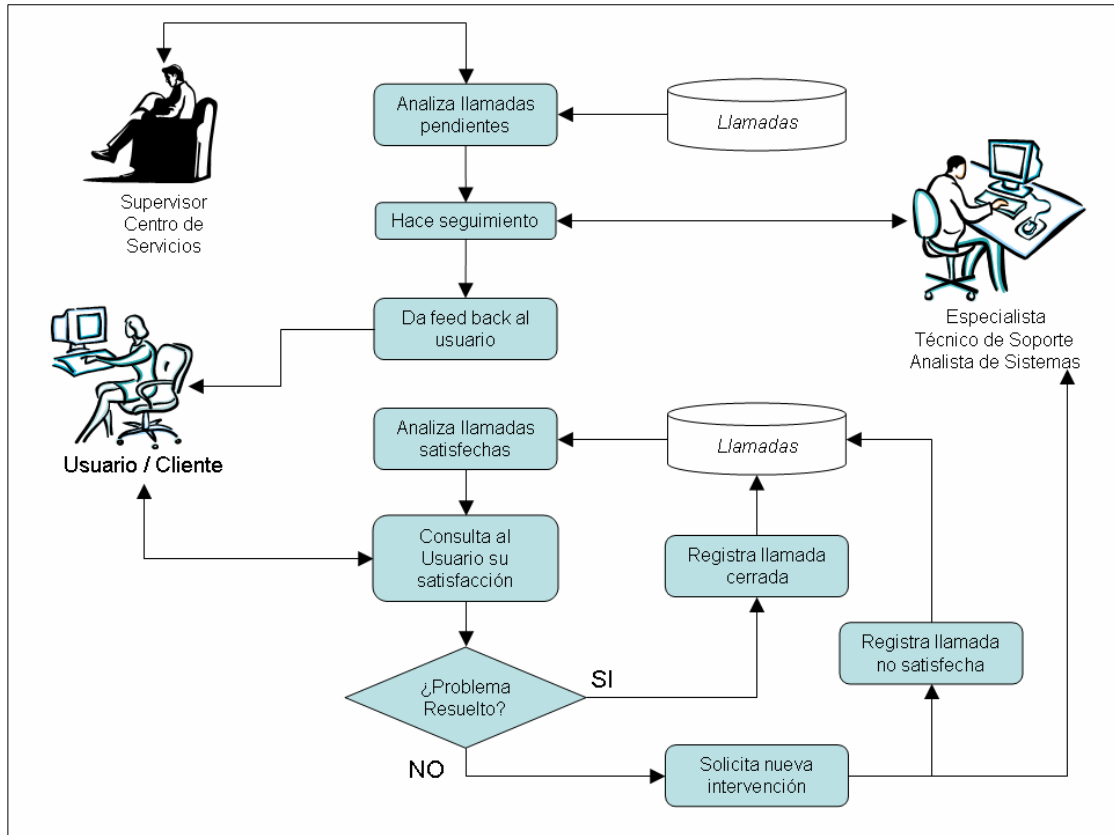 Analiza llamadas
pendientes
Llamadas
Supervisor
Centro de
Servicios
Hace seguimiento
Especialista
Técnico de Soporte
Analista de Sistemas
Da feed back al
usuario
Usuario / Cliente
Analiza llamadas
satisfechas
Llamadas
Consulta al
Usuario su
satisfacción
Registra llamada
cerrada
Registra llamada
no satisfecha
¿Problema
Resuelto?
SI
NO
Solicita nueva
intervención